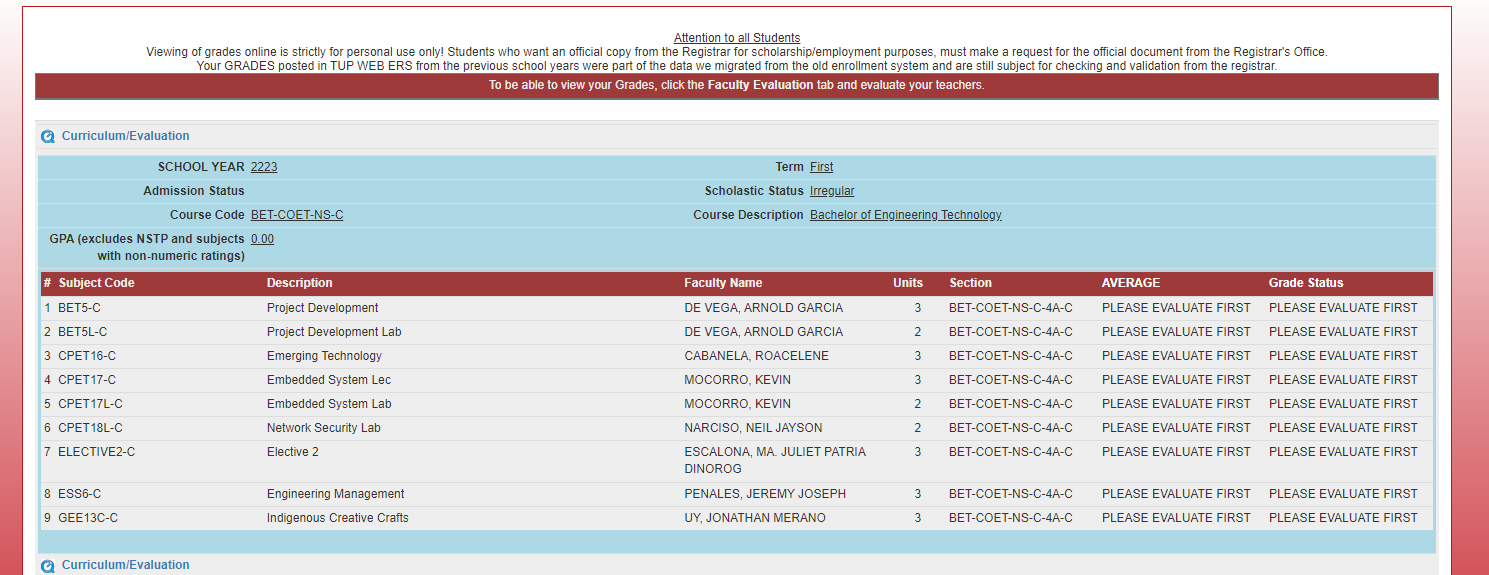 Attention to all Students
Viewing of grades online is strictly for personal use only! Students who want an official copy from the Registrar for scholarship/employment purposes, must make a request for the official document from the Registrar's Office.
Your GRADES posted in TUP WEB ERS from the previous school years were part of the data we migrated from the old enrollment system and are still subject for checking and validation from the registrar.
To be able to view your Grades, click the Faculty Evaluation tab and evaluate your teachers.
Curriculum/Evaluation
SCHOOL YEAR 2223 Term First
Admission Status Scholastic Status Irregular
Course Code BET-COET-NS-C Course Description Bachelor of Engineering Technology
GPA (excludes NSTP and subjects 0.00
with non-numeric ratings)
# Subject Code Description Faculty Name Units Section AVERAGE Grade Status
1 BET5-C Project Development DE VEGA, ARNOLD GARCIA 3 BET-COET-NS-C-4A-C PLEASE EVALUATE FIRST PLEASE EVALUATE FIRST
2 BET5L-C Project Development Lab DE VEGA, ARNOLD GARCIA 2 BET-COET-NS-C-4A-C PLEASE EVALUATE FIRST PLEASE EVALUATE FIRST
3 CPET16-C Emerging Technology CABANELA, ROACELENE 3 BET-COET-NS-C-4A-C PLEASE EVALUATE FIRST PLEASE EVALUATE FIRST
4 CPET17-C Embedded System Lec MOCORRO, KEVIN 3 BET-COET-NS-C-4A-C PLEASE EVALUATE FIRST PLEASE EVALUATE FIRST
5 CPET17L-C Embedded System Lab MOCORRO, KEVIN 2 BET-COET-NS-C-4A-C PLEASE EVALUATE FIRST PLEASE EVALUATE FIRST
6 CPET18L-C Network Security Lab NARCISO, NEIL JAYSON 2 BET-COET-NS-C-4A-C PLEASE EVALUATE FIRST PLEASE EVALUATE FIRST
7 ELECTIVE2-C Elective 2 ESCALONA, MA. JULIET PATRIA 3 BET-COET-NS-C-4A-C PLEASE EVALUATE FIRST PLEASE EVALUATE FIRST
DINOROG
8 ESS6-C Engineering Management PENALES, JEREMY JOSEPH 3 BET-COET-NS-C-4A-C PLEASE EVALUATE FIRST PLEASE EVALUATE FIRST
9 GEE13C-C Indigenous Creative Crafts UY, JONATHAN MERANO 3 BET-COET-NS-C-4A-C PLEASE EVALUATE FIRST PLEASE EVALUATE FIRST
Curriculum/Evaluation